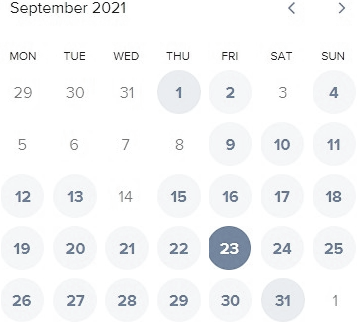 September 2021
MON TUE WED THU FRI SAT SUN
29 30 31 1 2 3 4
5 6 7 8 9 10 11
12 13 14 15 16 17 18
19 20 21 22 23 24 25
26 27 28 29 30 31 1